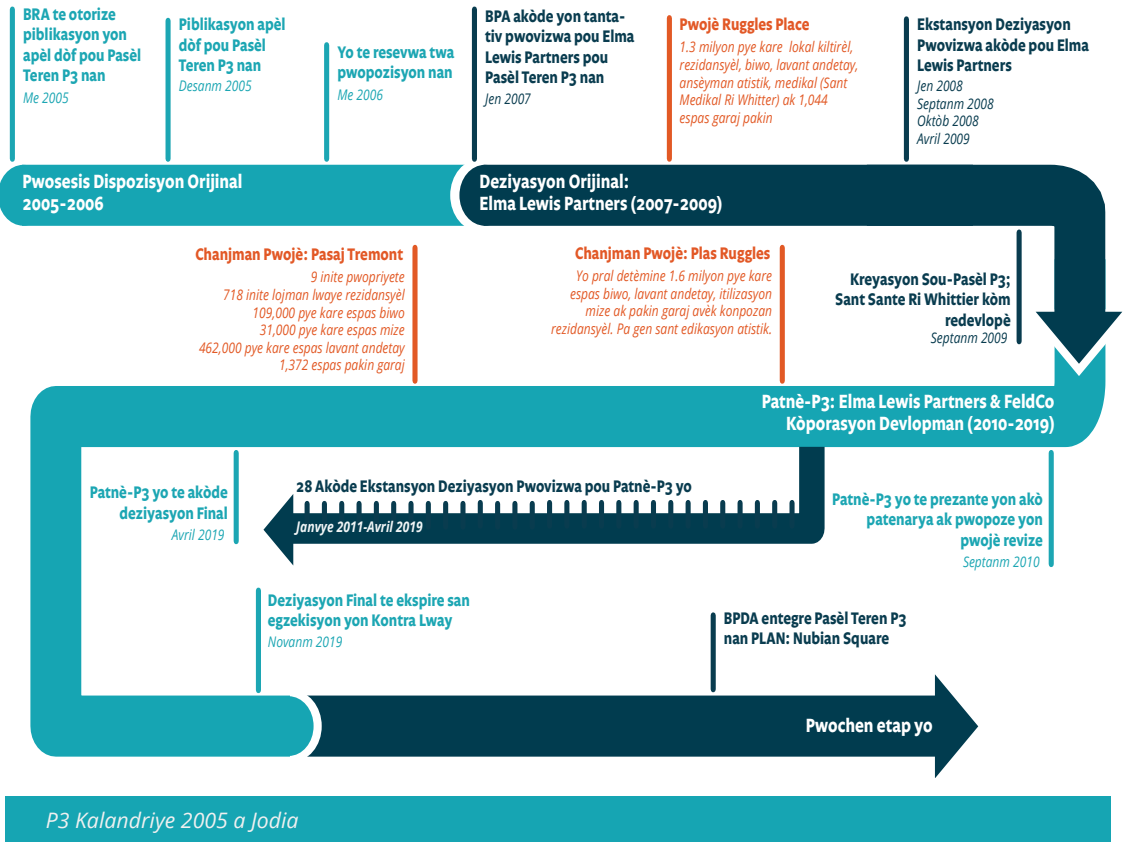 BRA te otorize
piblikasyon yon
apèl dòf pou Pasèl
Teren P3 nan
Me 2005
Piblikasyon apèl
dòf pou Pasèl
Teren P3 nan
Desanm 2005
Yo te resevwa twa
pwopozisyon nan
Me 2006
BPA akòde yon tanta-
tiv pwovizwa pou Elma
Lewis Partners pou
Pasèl Teren P3 nan
Jen 2007
Pwojè Ruggles Place
1.3 milyon pye kare lokal kiltirèl,
rezidansyèl, biwo, lavant andetay,
ansèyman atistik, medikal (Sant
Medikal Ri Whitter) ak 1,044
espas garaj pakin
Ekstansyon Deziyasyon
Pwovizwa akòde pou Elma
Lewis Partners
Jen 2008
Septanm 2008
Oktòb 2008
Avril 2009
Pwosesis Dispozisyon Orijinal
2005-2006
Deziyasyon Orijinal:
Elma Lewis Partners (2007-2009)
Chanjman Pwojè: Pasaj Tremont
9 inite pwopriyete
718 inite lojman lwaye rezidansyèl
109,000 pye kare espas biwo
31,000 pye kare espas mize
462,000 pye kare espas lavant andetay
1,372 espas pakin garaj
Chanjman Pwojè: Plas Ruggles
Yo pral detèmine 1.6 milyon pye kare
espas biwo, lavant andetay, itilizasyon
mize ak pakin garaj avèk konpozan
rezidansyèl. Pa gen sant edikasyon atistik.
Kreyasyon Sou-Pasèl P3;
Sant Sante Ri Whittier kòm
redevlopè
Septanm 2009
Patnè-P3: Elma Lewis Partners & FeldCo
Kòporasyon Devlopman (2010-2019)
Patnè-P3 yo te akòde
deziyasyon Final
Avril 2019
28 Akòde Ekstansyon Deziyasyon Pwovizwa pou Patnè-P3 yo
Janvye 2011-Avril 2019
Patnè-P3 yo te prezante yon akò
patenarya ak pwopoze yon
pwojè revize
Septanm 2010
Deziyasyon Final te ekspire san
egzekisyon yon Kontra Lway
Novanm 2019
BPDA entegre Pasèl Teren P3
nan PLAN: Nubian Square
Pwochen etap yo
P3 Kalandriye 2005 a Jodia